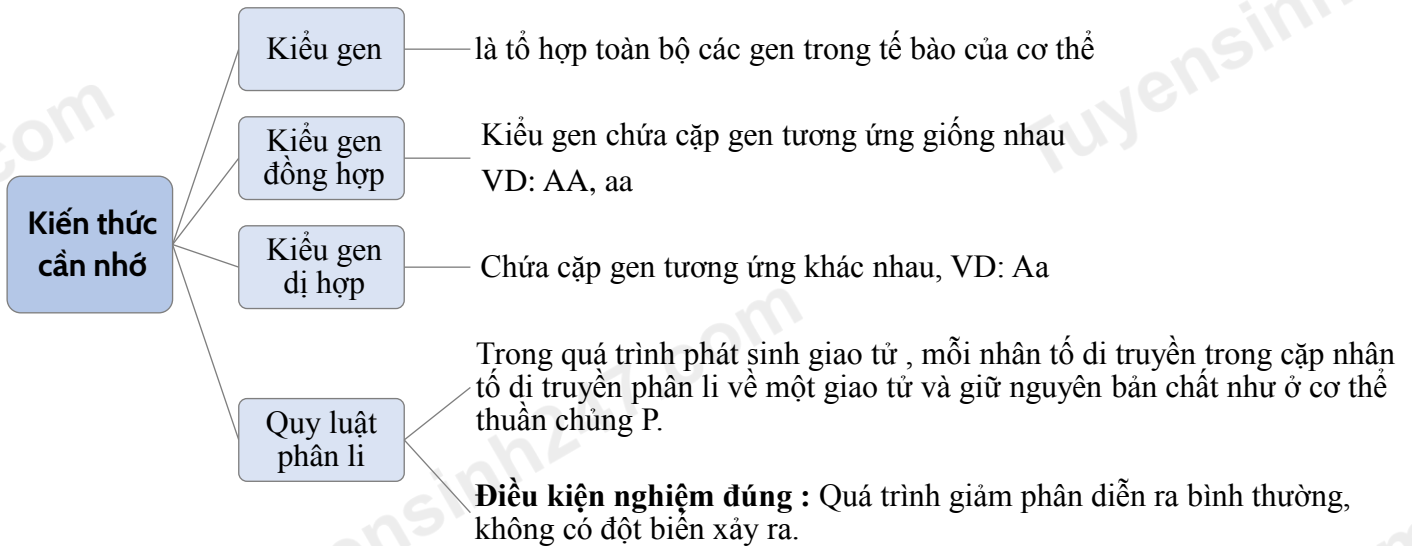 Kiến thức
cần nhớ
Kiểu gen
là tổ hợp toàn bộ các gen trong tế bào của cơ thể
Kiểu gen
đồng hợp
Kiểu gen chứa cặp gen tương ứng giống nhau
VD: AA, aa
Kiểu gen
dị hợp
Chứa cặp gen tương ứng khác nhau, VD: Aa
Quy luật
phân li
Trong quá trình phát sinh giao tử , mỗi nhân tố di truyền trong cặp nhân
tố di truyền phân li về một giao tử và giữ nguyên bản chất như ở cơ thể
thuần chủng P.
Điều kiện nghiệm đúng : Quá trình giảm phân diễn ra bình thường,
không có đột biến xảy ra.
.com
Tuyensinh
ensinh247.com